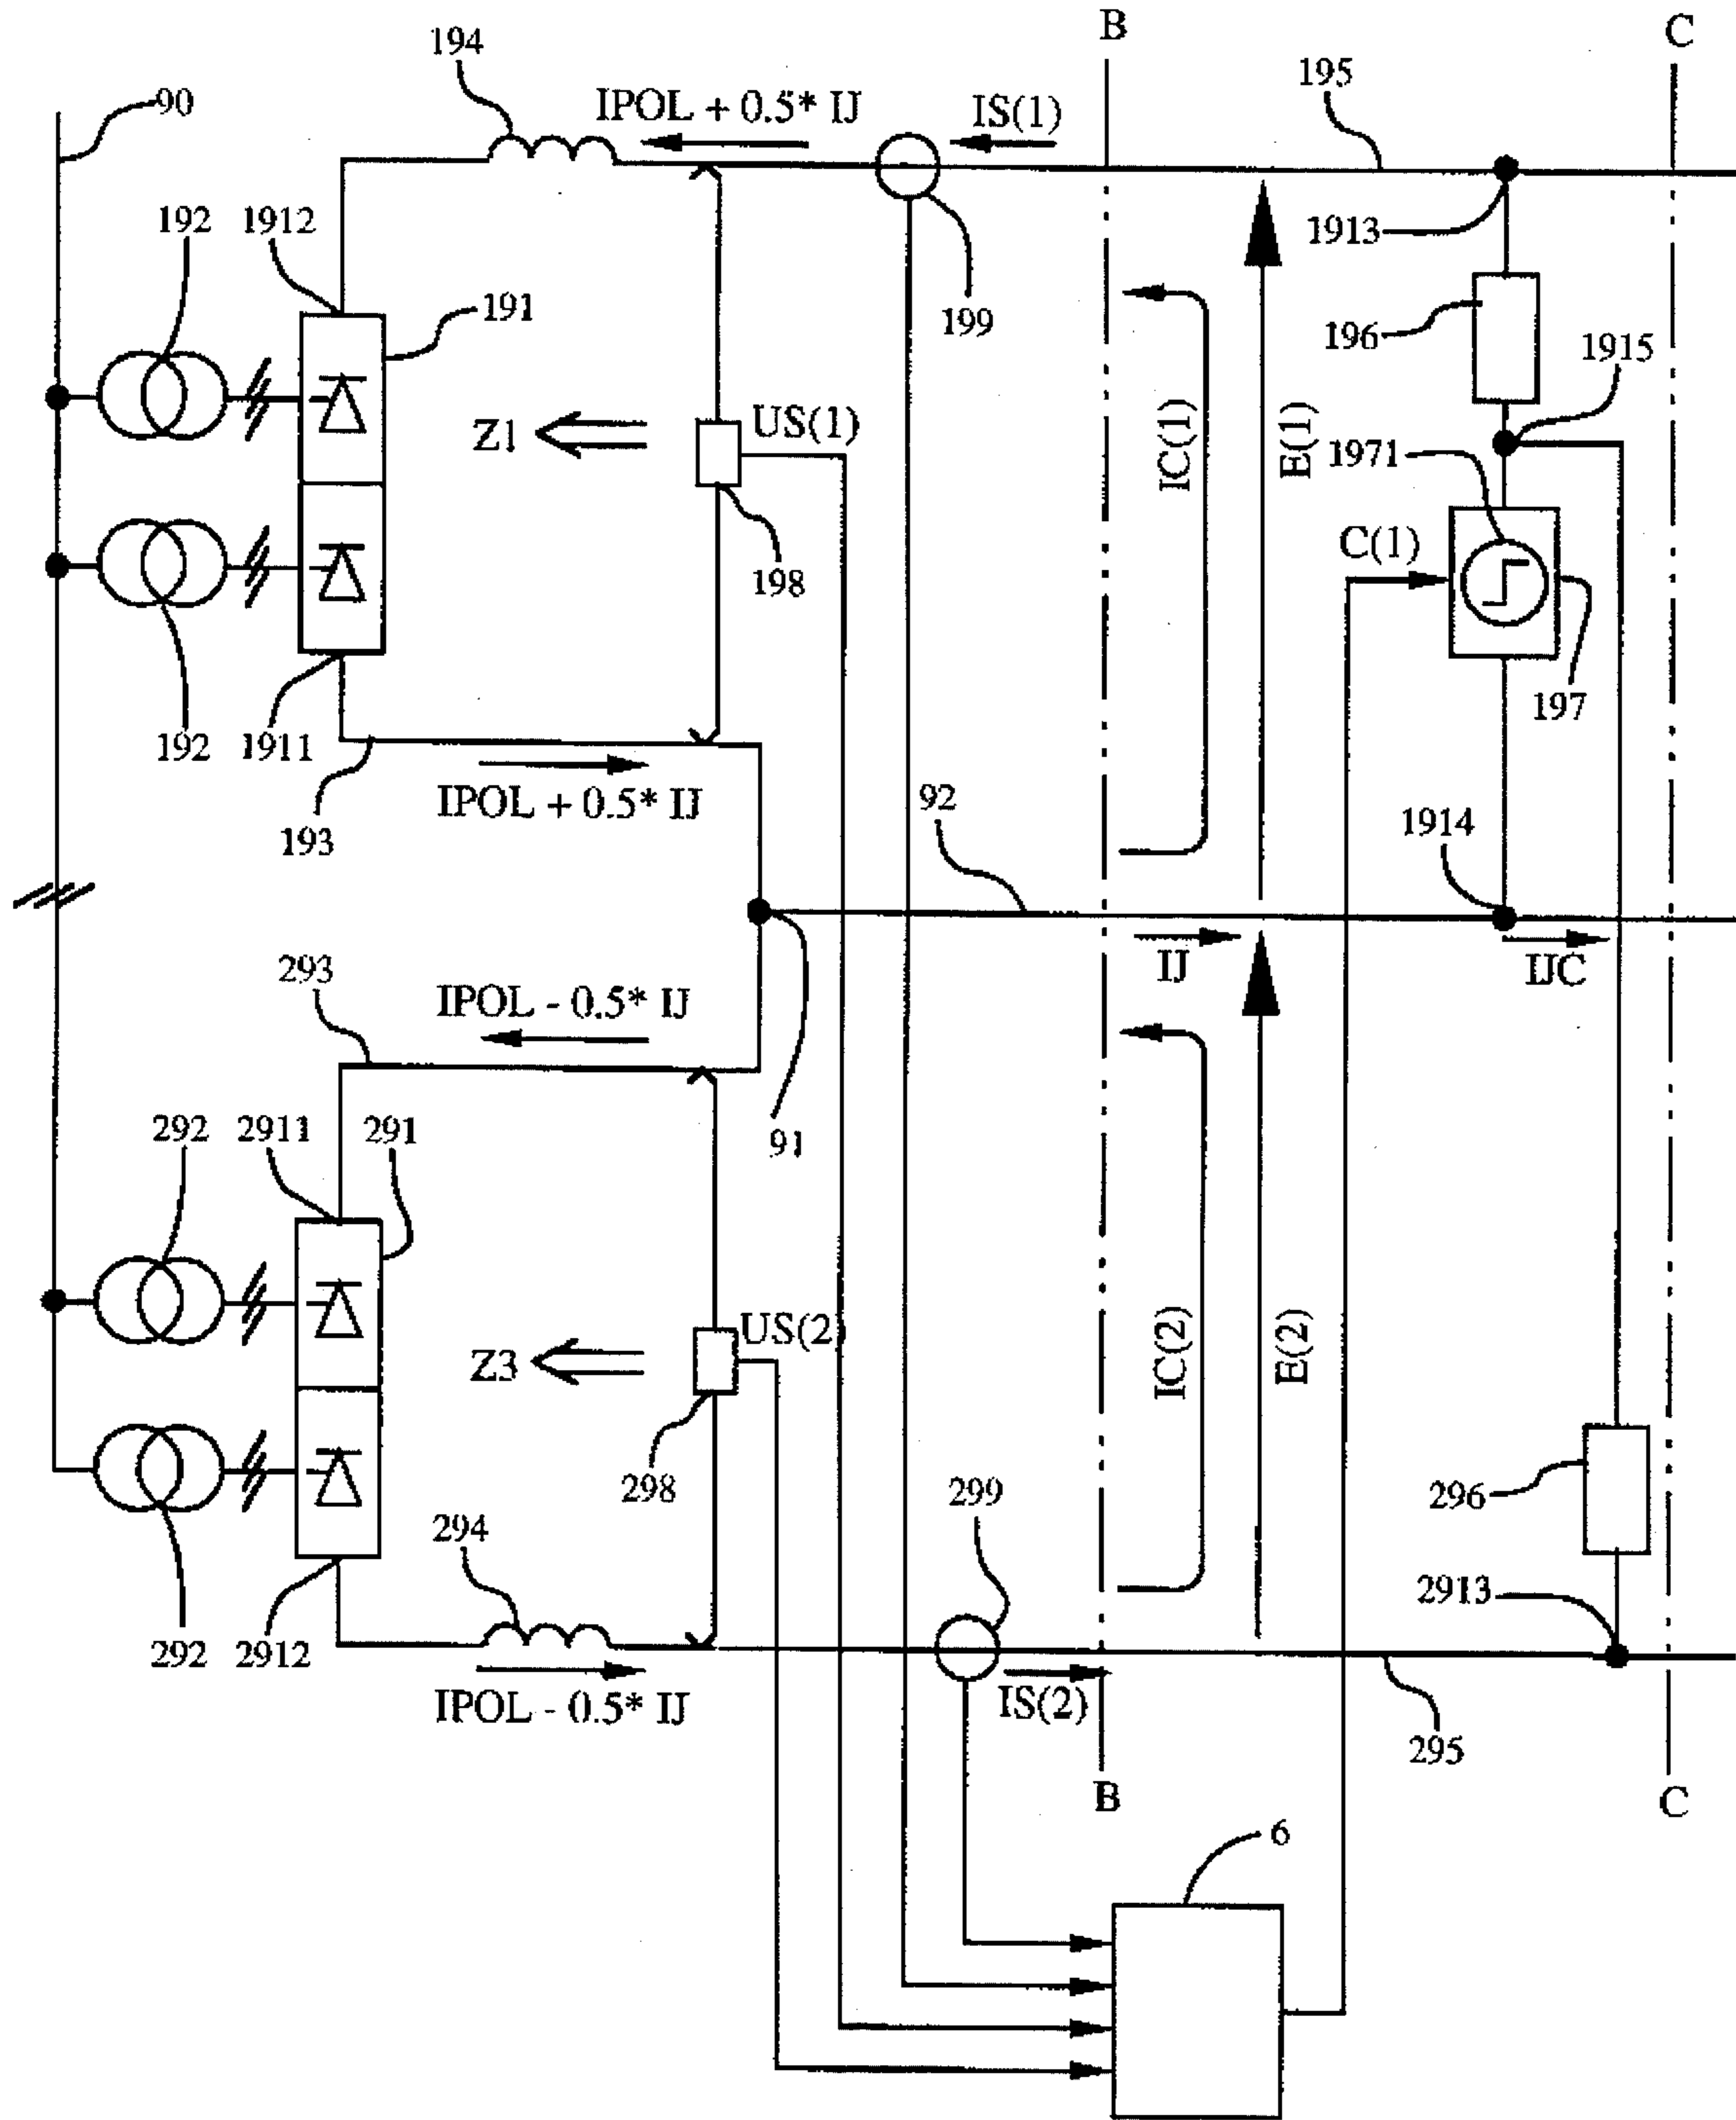 B
C
194
195
90
IPOL + 0.5* IJ
IS(1)
192
1912
1913
191
199
196
1915
Z1
US(1)
IC(1)
E(1)
1971
C(1)
198
197
192
1911
IPOL + 0.5* IJ
193
92
1914
IJ
IJC
293
IPOL - 0.5* IJ
91
292
2911
291
Z3
US(2)
IC(2)
E(2)
298
299
296
294
2913
292
2912
IPOL - 0.5* IJ
IS(2)
295
B
C
6